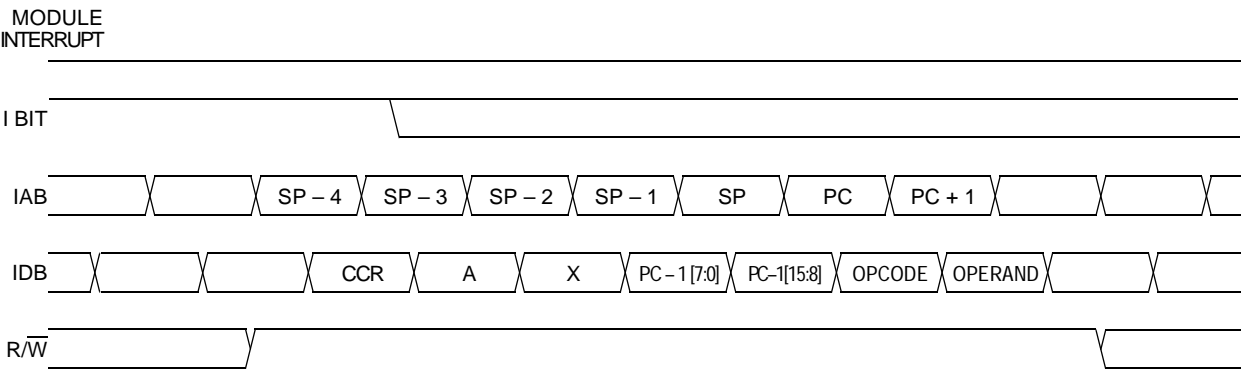 MODULE
INTERRUPT
I BIT
IAB SP – 4 SP – 3 SP – 2 SP – 1 SP PC PC + 1
IDB CCR A X PC – 1 [7:0] PC–1[15:8] OPCODE OPERAND
R/W̅